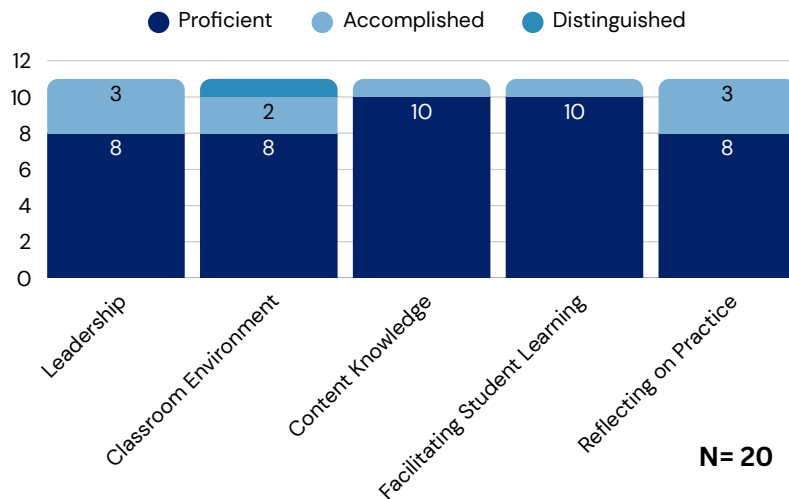 Proficient Accomplished Distinguished
12
10
8
6
4
2
0
3
8
2
8
10
10
3
8
Leadership
Classroom Environment
Content Knowledge
Facilitating Student Learning
Reflecting on Practice
N= 20